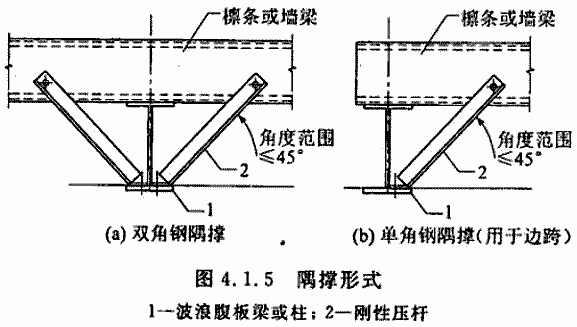 檩条或墙梁
檩条或墙梁
角度范围
≤45°
2
1
角度范围
≤45°
2
1
(a) 双角钢隅撑
(b) 单角钢隅撑(用于边跨)
图 4.1.5 隅撑形式
1—波浪腹板梁或柱；2—刚性压杆